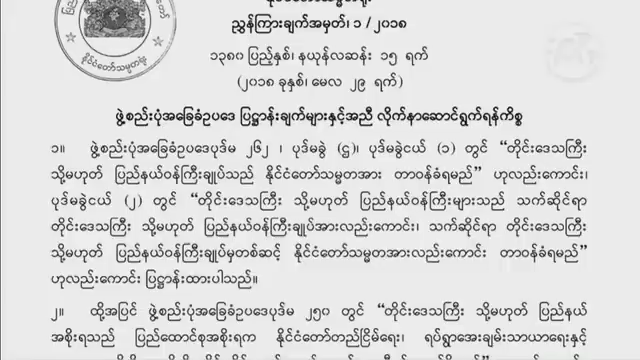 ညွှန်ကြားချက်အမှတ်၊ ၁ / ၂၀၁၈
၁၃၈၀ ပြည့်နှစ်၊ နယုန်လဆန်း ၁၅ ရက်
(၂၀၁၈ ခုနှစ်၊ မေလ ၂၉ ရက်)
ဖွဲ့စည်းပုံအခြေခံဥပဒေ ပြဋ္ဌာန်းချက်များနှင့်အညီ လိုက်နာဆောင်ရွက်ရန်ကိစ္စ
၁။ ဖွဲ့စည်းပုံအခြေခံဥပဒေပုဒ်မ ၂၆၂ ၊ ပုဒ်မခွဲ (ဌ)၊ ပုဒ်မခွဲငယ် (၁) တွင် “တိုင်းဒေသကြီး
သို့မဟုတ် ပြည်နယ်ဝန်ကြီးချုပ်သည် နိုင်ငံတော်သမ္မတအား တာဝန်ခံရမည်” ဟုလည်းကောင်း၊
ပုဒ်မခွဲငယ် (၂) တွင် “တိုင်းဒေသကြီး သို့မဟုတ် ပြည်နယ်ဝန်ကြီးများသည် သက်ဆိုင်ရာ
တိုင်းဒေသကြီး သို့မဟုတ် ပြည်နယ်ဝန်ကြီးချုပ်အားလည်းကောင်း၊ သက်ဆိုင်ရာ တိုင်းဒေသကြီး
သို့မဟုတ် ပြည်နယ်ဝန်ကြီးချုပ်မှတစ်ဆင့် နိုင်ငံတော်သမ္မတအားလည်းကောင်း တာဝန်ခံရမည်”
ဟုလည်းကောင်း ပြဋ္ဌာန်းထားပါသည်။
၂။ ထို့အပြင် ဖွဲ့စည်းပုံအခြေခံဥပဒေပုဒ်မ ၂၅၀ တွင် “တိုင်းဒေသကြီး သို့မဟုတ် ပြည်နယ်
အစိုးရသည် ပြည်ထောင်စုအစိုးရက နိုင်ငံတော်တည်ငြိမ်ရေး၊ ရပ်ရွာအေးချမ်းသာယာရေးနှင့်